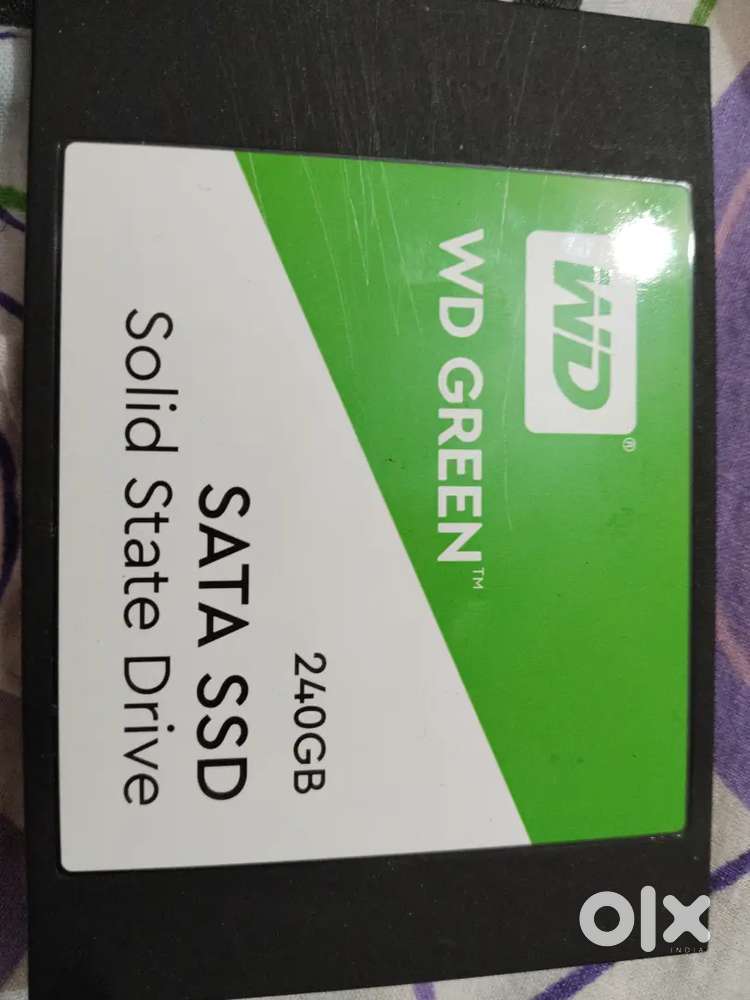 WD®
WD GREEN™
240GB
SATA SSD
Solid State Drive
olx
INDIA